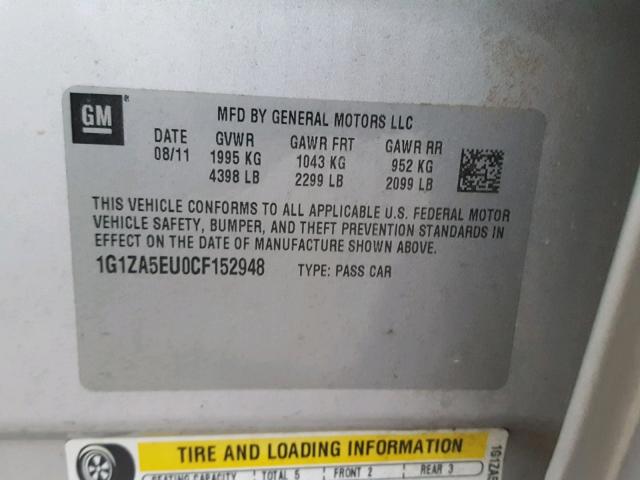 GM
MFD BY GENERAL MOTORS LLC
DATE GVWR GAWR FRT GAWR RR
08/11 1995 KG 1043 KG 952 KG
4398 LB 2299 LB 2099 LB
THIS VEHICLE CONFORMS TO ALL APPLICABLE U.S. FEDERAL MOTOR
VEHICLE SAFETY, BUMPER, AND THEFT PREVENTION STANDARDS IN
EFFECT ON THE DATE OF MANUFACTURE SHOWN ABOVE.
1G1ZA5EU0CF152948 TYPE: PASS CAR
TIRE AND LOADING INFORMATION
SEATING CAPACITY TOTAL 5 FRONT 2 REAR 3
1G1ZA5